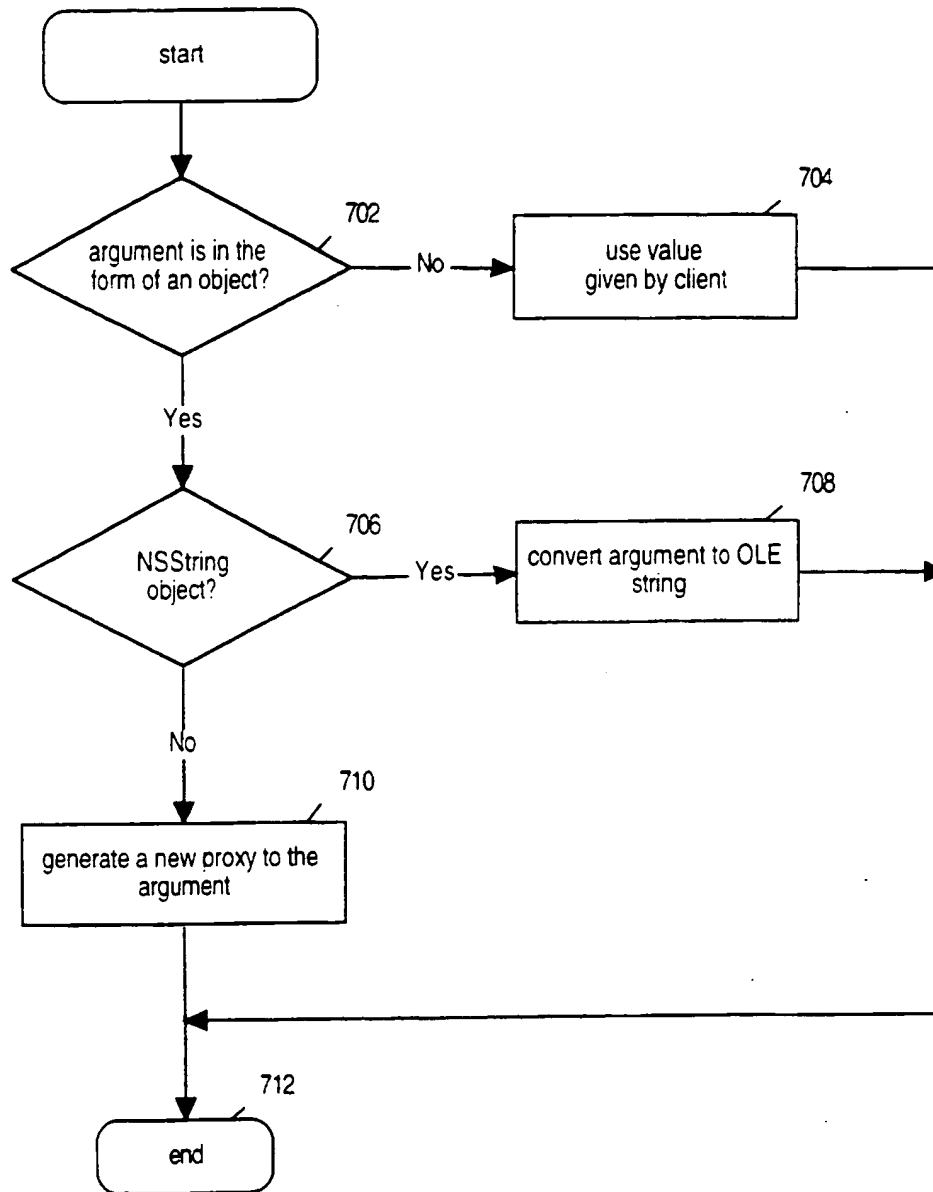 start
702
argument is in the
form of an object?
No
704
use value
given by client
Yes
706
NSString
object?
Yes
708
convert argument to OLE
string
No
710
generate a new proxy to the
argument
712
end